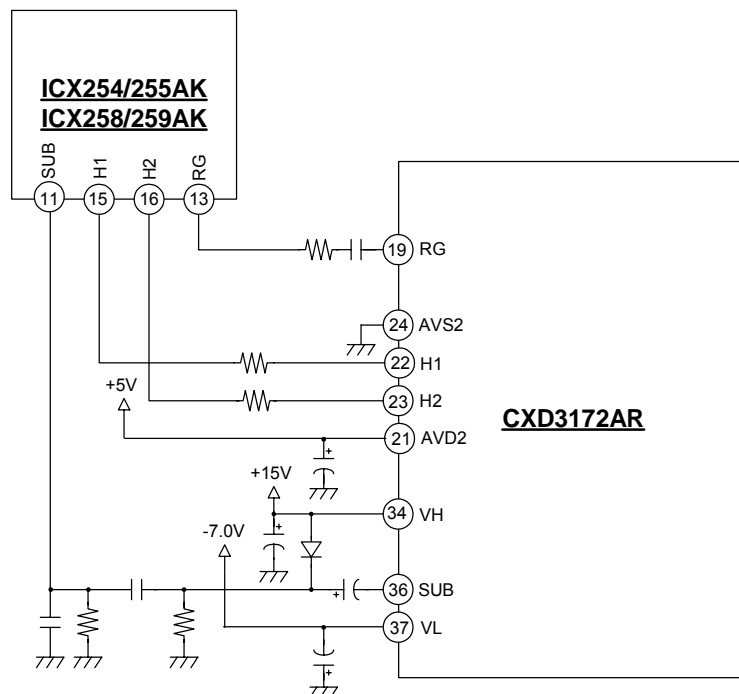 ICX254/255AK
ICX258/259AK
SUB
H1
H2
RG
11
15
16
13
19 RG
24 AVS2
22 H1
+5V
23 H2
CXD3172AR
21 AVD2
+
+15V
34 VH
-7.0V
+
36 SUB
+
37 VL
+